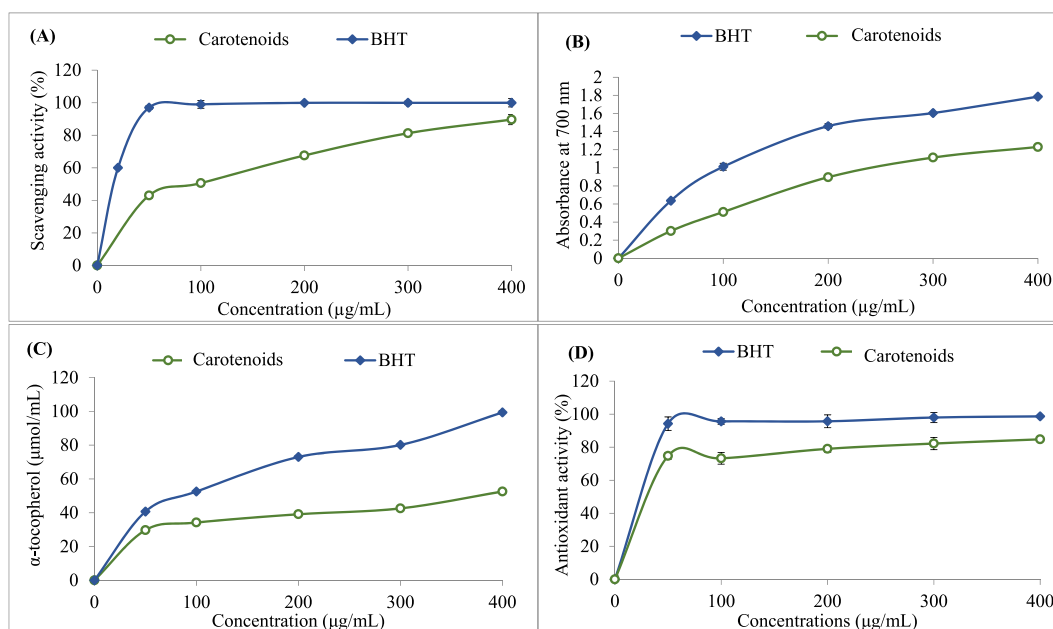 (A)
Carotenoids
BHT
Scavenging activity (%)
120
100
80
60
40
20
0
0 100 200 300 400
Concentration (µg/mL)
(B)
BHT
Carotenoids
Absorbance at 700 nm
2
1.8
1.6
1.4
1.2
1
0.8
0.6
0.4
0.2
0
0 100 200 300 400
Concentration (µg/mL)
(C)
Carotenoids
BHT
α-tocopherol (µmol/mL)
120
100
80
60
40
20
0
0 100 200 300 400
Concentration (µg/mL)
(D)
BHT
Carotenoids
Antioxidant activity (%)
120
100
80
60
40
20
0
0 100 200 300 400
Concentrations (µg/mL)